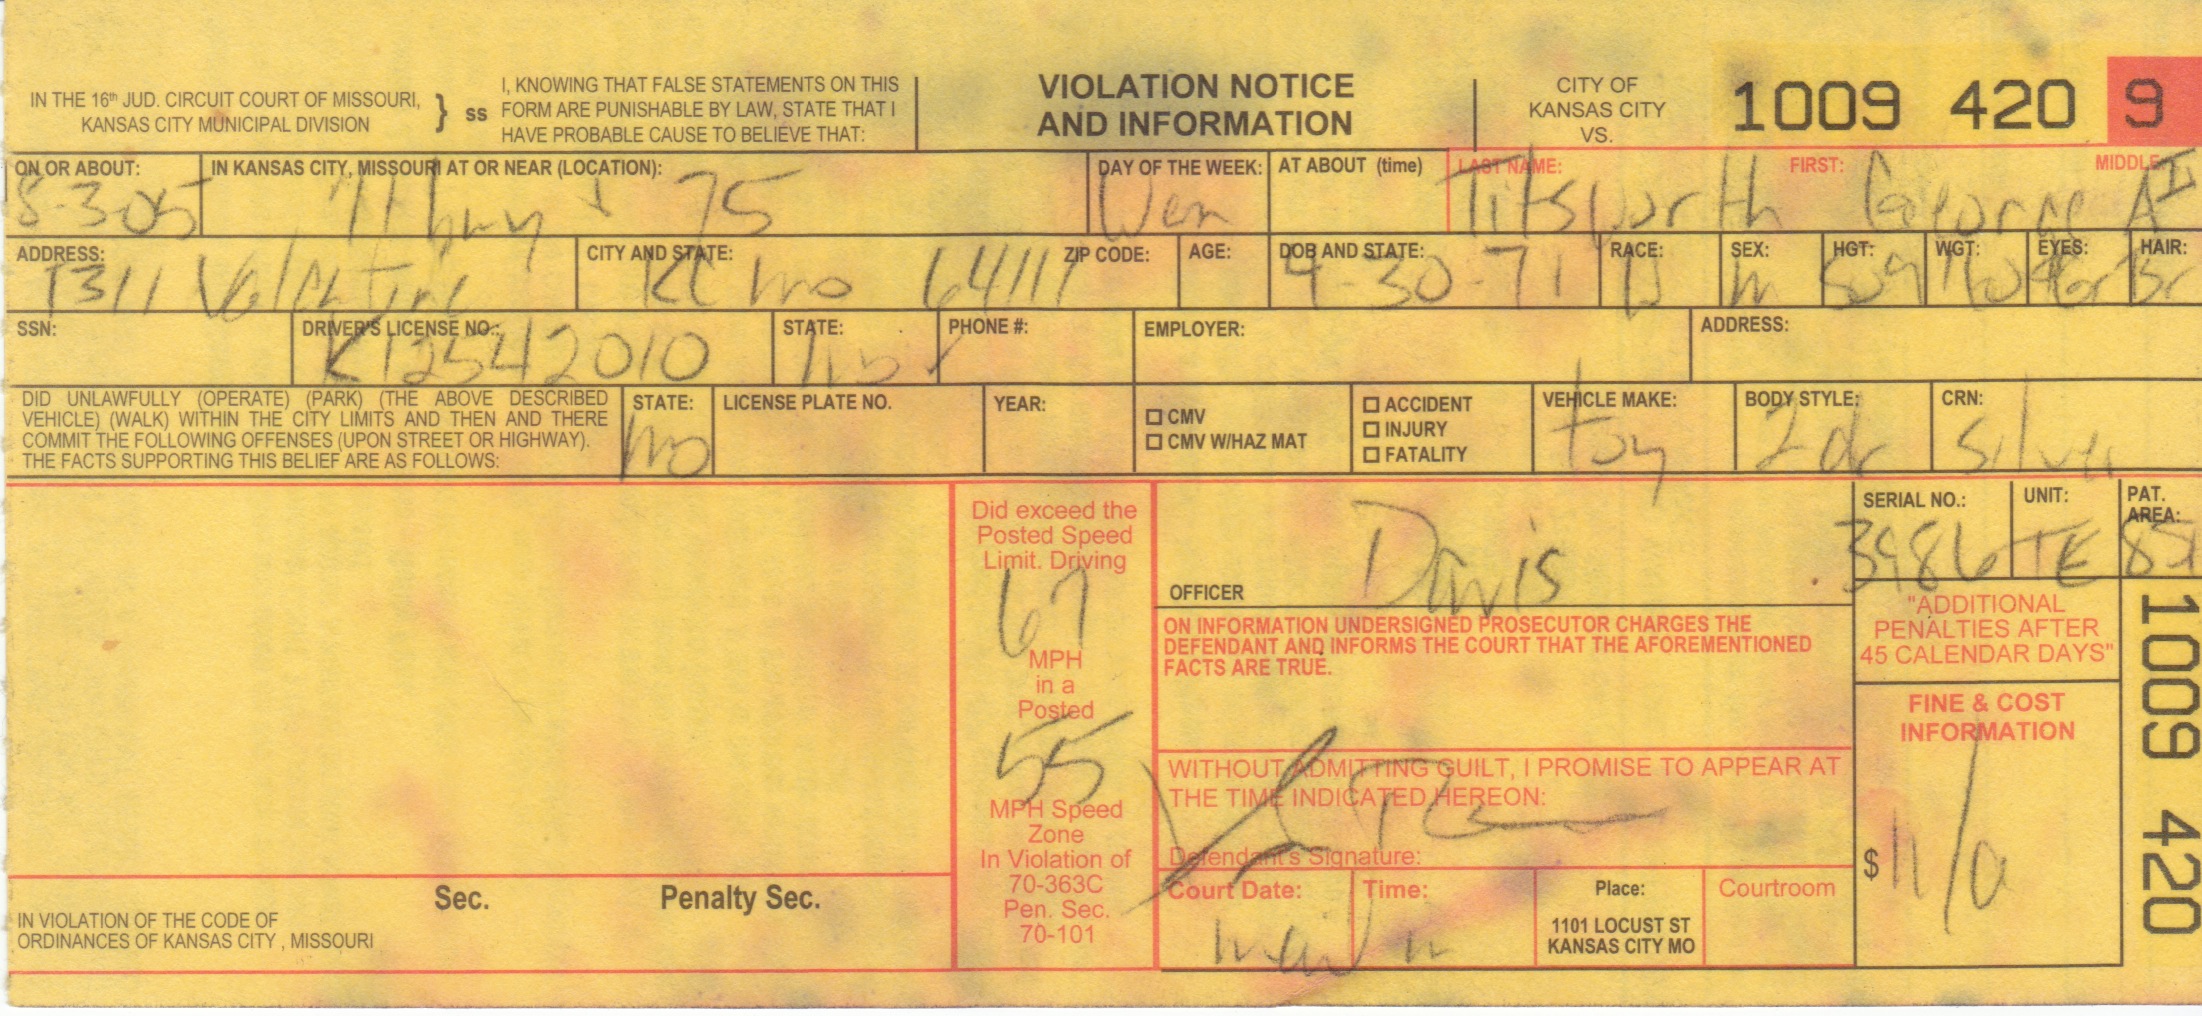 IN THE 16th JUD. CIRCUIT COURT OF MISSOURI,
KANSAS CITY MUNICIPAL DIVISION
} ss
I, KNOWING THAT FALSE STATEMENTS ON THIS
FORM ARE PUNISHABLE BY LAW, STATE THAT I
HAVE PROBABLE CAUSE TO BELIEVE THAT:
VIOLATION NOTICE
AND INFORMATION
CITY OF
KANSAS CITY
VS.
1009 420 9
ON OR ABOUT: IN KANSAS CITY, MISSOURI AT OR NEAR (LOCATION): DAY OF THE WEEK: AT ABOUT (time) LAST NAME: FIRST: MIDDLE:
8-3-05 71 hwy 75 Wen Titsworth George A II
ADDRESS: CITY AND STATE: ZIP CODE: AGE: DOB AND STATE: RACE: SEX: HGT: WGT: EYES: HAIR:
1311 Valentine KC mo 64111 9-30-71 W m 509 Br
SSN: DRIVER'S LICENSE NO.: STATE: PHONE #: EMPLOYER: ADDRESS:
K12542010
DID UNLAWFULLY (OPERATE) (PARK) (THE ABOVE DESCRIBED
VEHICLE) (WALK) WITHIN THE CITY LIMITS AND THEN AND THERE
COMMIT THE FOLLOWING OFFENSES (UPON STREET OR HIGHWAY).
THE FACTS SUPPORTING THIS BELIEF ARE AS FOLLOWS:
STATE: LICENSE PLATE NO. YEAR:
mo
☐ CMV
☐ CMV W/HAZ MAT
☐ ACCIDENT
☐ INJURY
☐ FATALITY
VEHICLE MAKE: BODY STYLE: CRN:
toy 2dr silver
Did exceed the
Posted Speed
Limit. Driving
67
MPH
in a
Posted
55
MPH Speed
Zone
In Violation of
70-363C
Pen. Sec.
70-101
Davis
OFFICER
SERIAL NO.: UNIT: PAT. AREA:
3986 TE
ON INFORMATION UNDERSIGNED PROSECUTOR CHARGES THE
DEFENDANT AND INFORMS THE COURT THAT THE AFOREMENTIONED
FACTS ARE TRUE.
"ADDITIONAL
PENALTIES AFTER
45 CALENDAR DAYS"
WITHOUT ADMITTING GUILT, I PROMISE TO APPEAR AT
THE TIME INDICATED HEREON:
Defendant's Signature:
FINE & COST
INFORMATION
$ n/a
Court Date: Time: Place: Courtroom
mail in
1101 LOCUST ST
KANSAS CITY MO
Sec. Penalty Sec.
IN VIOLATION OF THE CODE OF
ORDINANCES OF KANSAS CITY , MISSOURI
1009 420